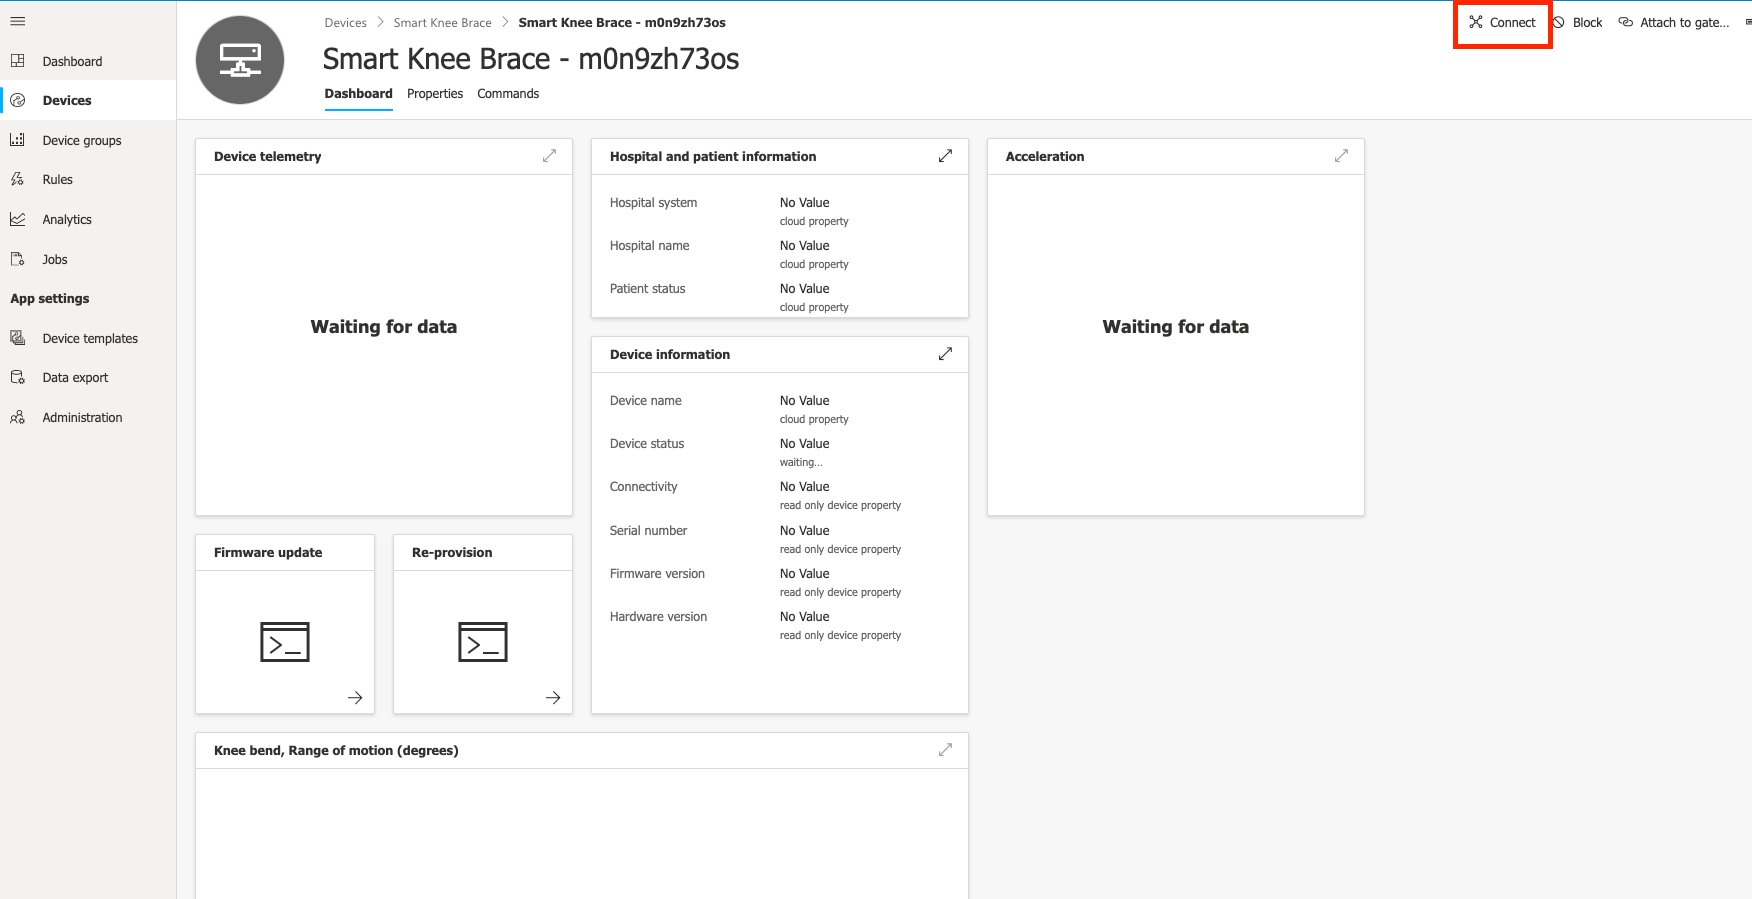 Devices > Smart Knee Brace > Smart Knee Brace - m0n9zh73os
Connect
Block
Attach to gate...
Smart Knee Brace - m0n9zh73os
Dashboard Properties Commands
Dashboard
Devices
Device groups
Rules
Analytics
Jobs
App settings
Device templates
Data export
Administration
Device telemetry
Waiting for data
Hospital and patient information
Hospital system No Value
cloud property
Hospital name No Value
cloud property
Patient status No Value
cloud property
Acceleration
Waiting for data
Device information
Device name No Value
cloud property
Device status No Value
waiting...
Connectivity No Value
read only device property
Serial number No Value
read only device property
Firmware version No Value
read only device property
Hardware version No Value
read only device property
Firmware update
Re-provision
Knee bend, Range of motion (degrees)